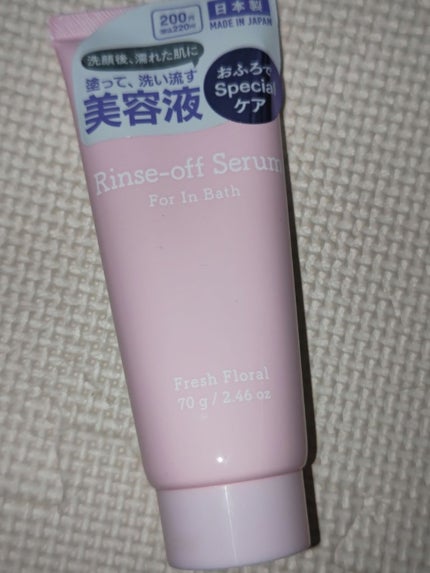 200円
税込220円
日本製
MADE IN JAPAN
洗顔後、濡れた肌に
塗って、洗い流す
美容液
おふろで
Special
ケア
Rinse-off Serum
For In Bath
Fresh Floral
70 g / 2.46 oz